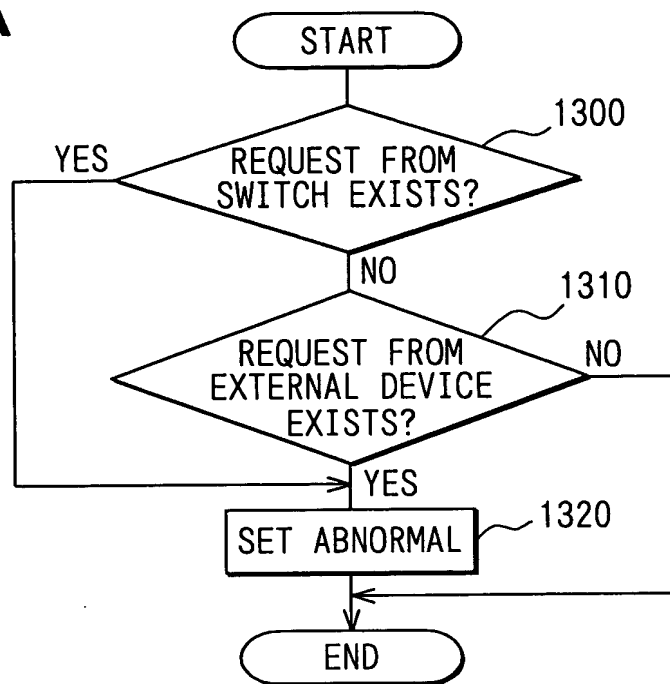 A
START
1300
YES
REQUEST FROM
SWITCH EXISTS?
NO
1310
REQUEST FROM
EXTERNAL DEVICE
EXISTS?
NO
YES
1320
SET ABNORMAL
END